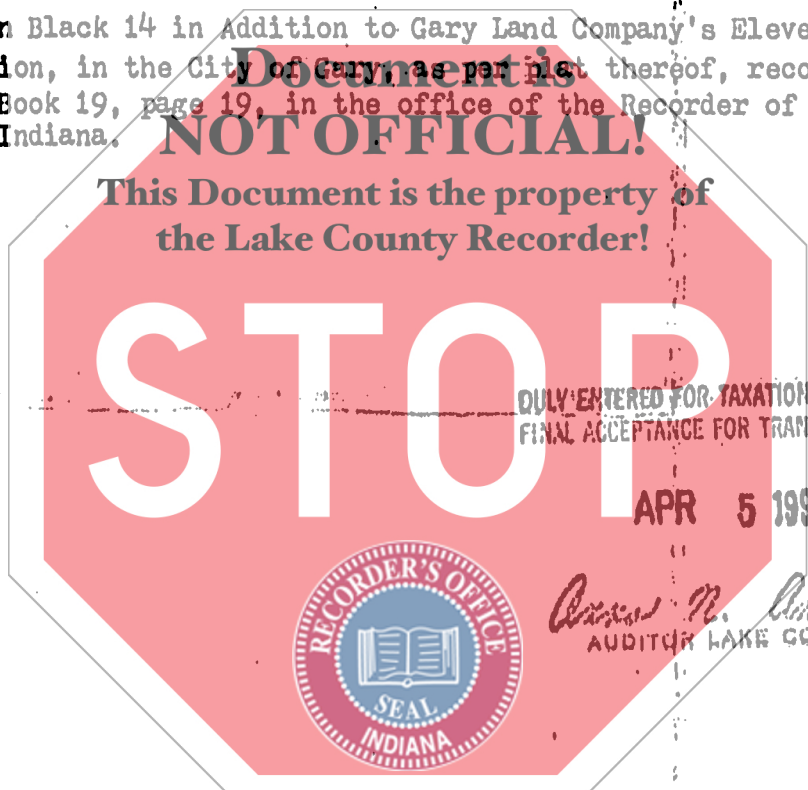 n Black 14 in Addition to Gary Land Company's Eleve
ion, in the City of Gary, as per plat thereof, reco
Book 19, page 19, in the office of the Recorder of
Indiana.
Document is
NOT OFFICIAL!
This Document is the property of
the Lake County Recorder!
STOP
DULY ENTERED FOR TAXATION
FINAL ACCEPTANCE FOR TRAN
APR 5 199
AUDITOR LAKE CO
RECORDER'S OFFICE
SEAL
INDIANA